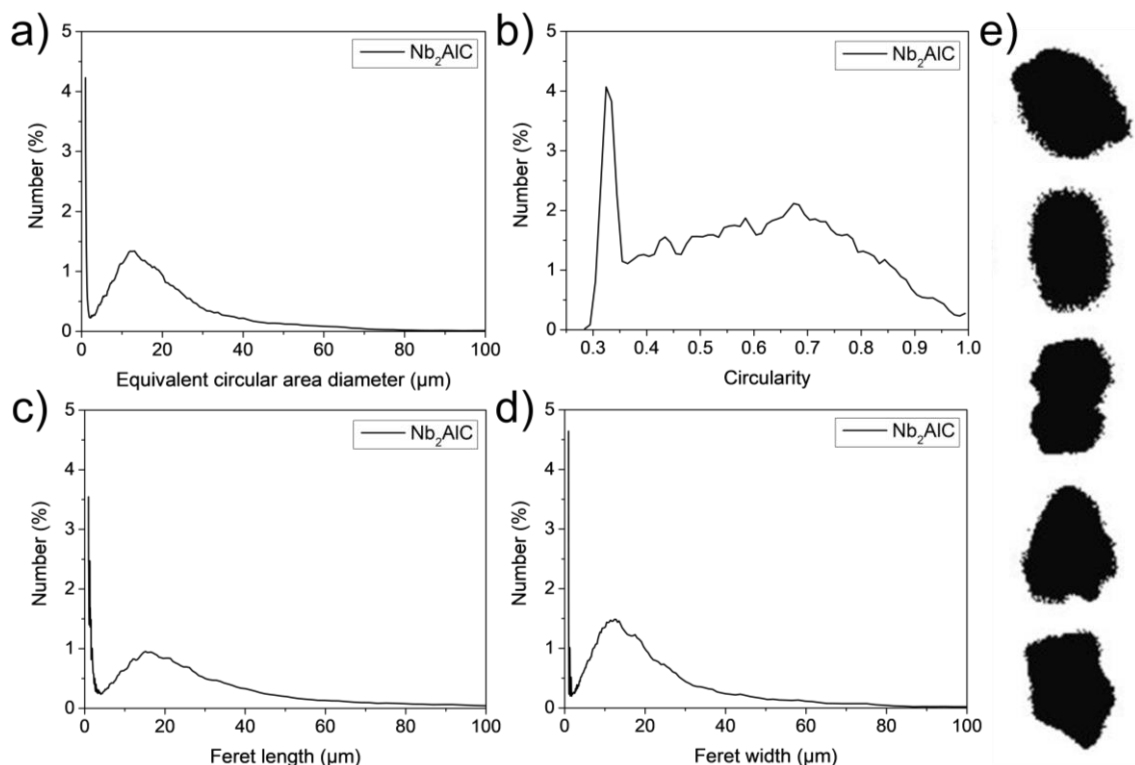 a)
Nb₂AlC
5
4
3
2
1
0
Number (%)
0 20 40 60 80 100
Equivalent circular area diameter (µm)
b)
Nb₂AlC
5
4
3
2
1
0
Number (%)
0.3 0.4 0.5 0.6 0.7 0.8 0.9 1.0
Circularity
c)
Nb₂AlC
5
4
3
2
1
0
Number (%)
0 20 40 60 80 100
Feret length (µm)
d)
Nb₂AlC
5
4
3
2
1
0
Number (%)
0 20 40 60 80 100
Feret width (µm)
e)